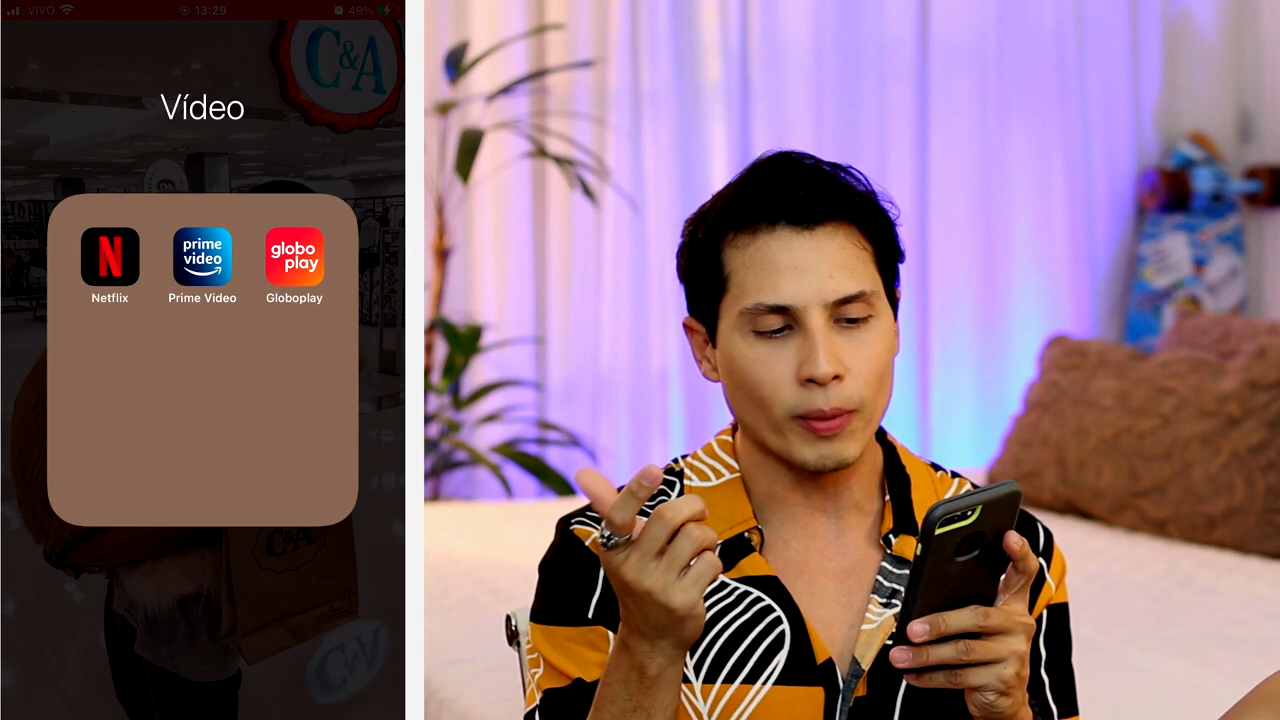 VIVO
13:29
49%
C&A
Vídeo
N
prime
video
globo
play
Netflix
Prime Video
Globoplay
C&A
C&A